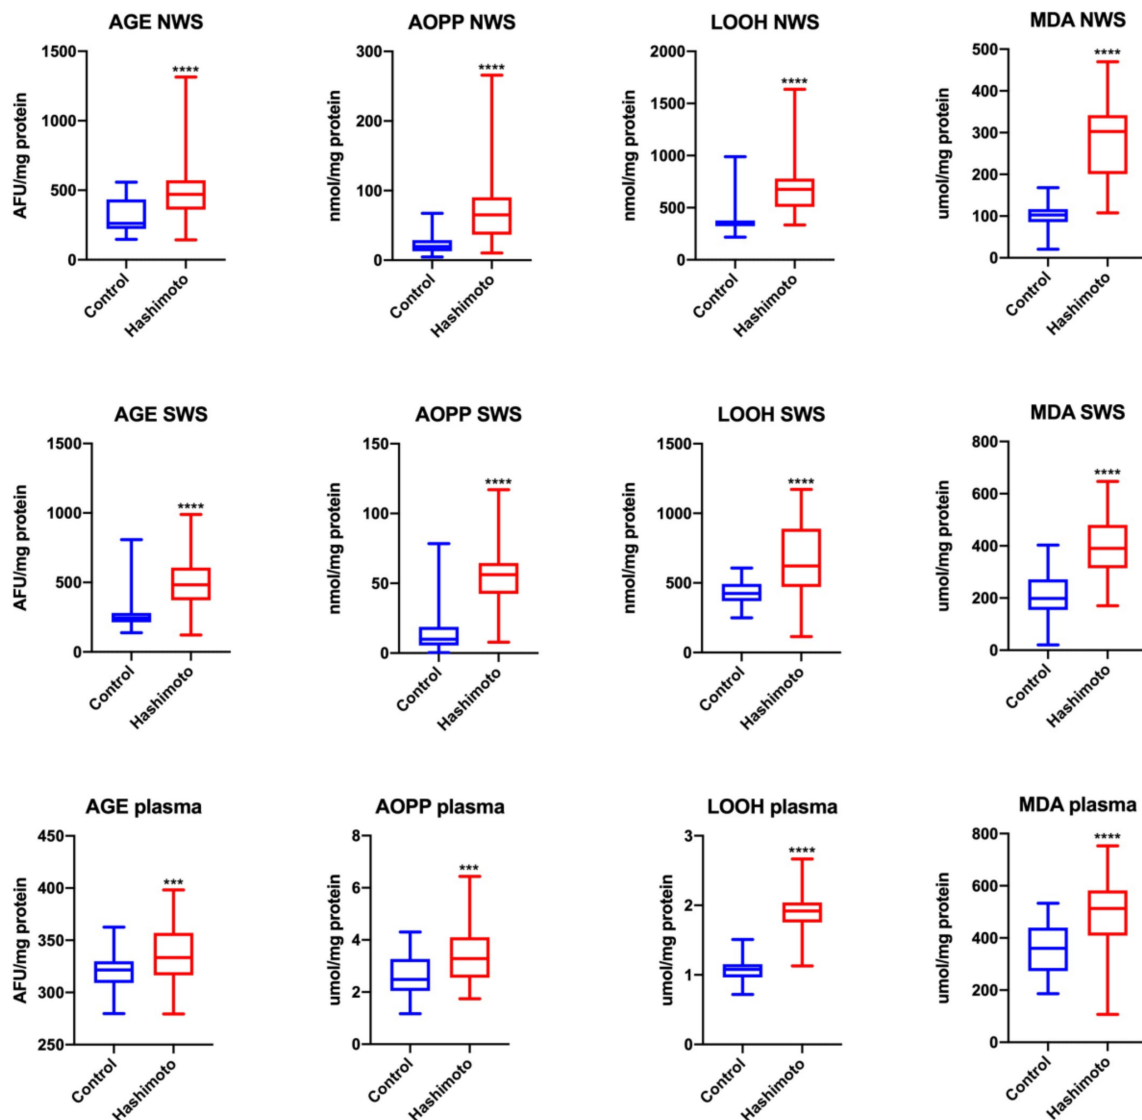 AGE NWS
AFU/mg protein
1500
1000
500
0
****
Control
Hashimoto
AOPP NWS
nmol/mg protein
300
200
100
0
****
Control
Hashimoto
LOOH NWS
nmol/mg protein
2000
1500
1000
500
0
****
Control
Hashimoto
MDA NWS
umol/mg protein
500
400
300
200
100
0
****
Control
Hashimoto
AGE SWS
AFU/mg protein
1500
1000
500
0
****
Control
Hashimoto
AOPP SWS
nmol/mg protein
150
100
50
0
****
Control
Hashimoto
LOOH SWS
nmol/mg protein
1500
1000
500
0
****
Control
Hashimoto
MDA SWS
umol/mg protein
800
600
400
200
0
****
Control
Hashimoto
AGE plasma
AFU/mg protein
450
400
350
300
250
***
Control
Hashimoto
AOPP plasma
umol/mg protein
8
6
4
2
0
***
Control
Hashimoto
LOOH plasma
umol/mg protein
3
2
1
0
****
Control
Hashimoto
MDA plasma
umol/mg protein
800
600
400
200
0
****
Control
Hashimoto